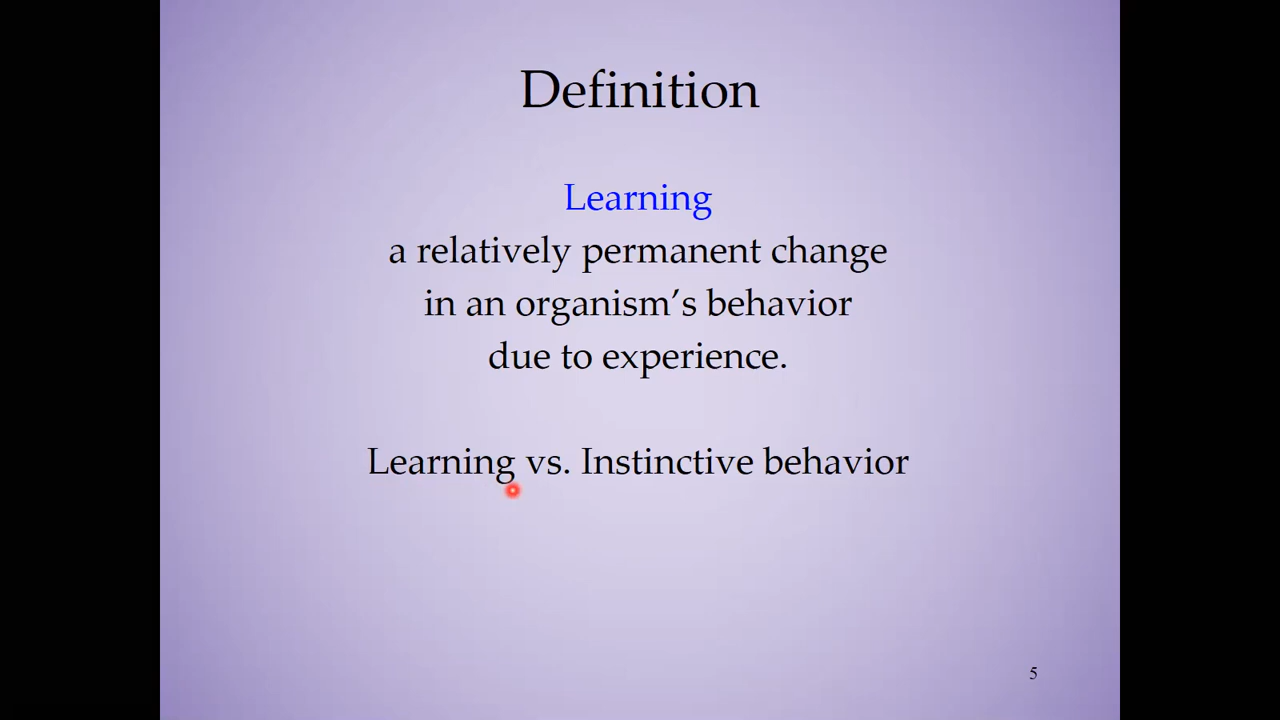 Definition
Learning
a relatively permanent change
in an organism’s behavior
due to experience.
Learning vs. Instinctive behavior
5